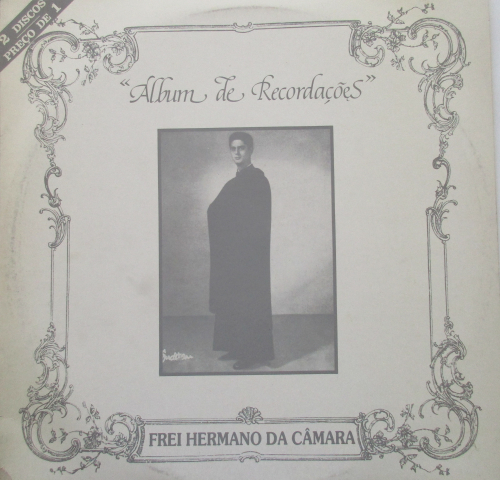 2 DISCOS
PREÇO DE 1
"Album de Recordações"
FREI HERMANO DA CÂMARA